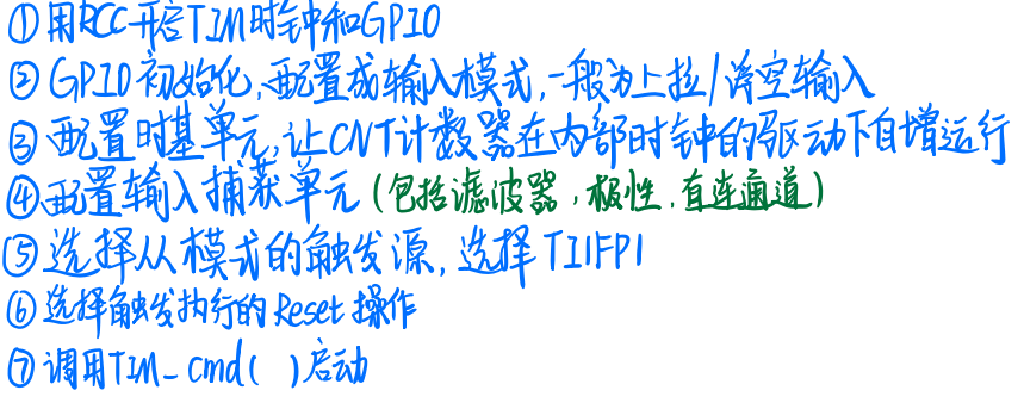 ①用RCC开启TIM时钟和GPIO
②GPIO初始化,配置成输入模式,一般为上拉/浮空输入
③配置时基单元,让CNT计数器在内部时钟的驱动下自增运行
④配置输入捕获单元(包括滤波器,极性.直连通道)
⑤选择从模式的触发源,选择TI1FP1
⑥选择触发执行的Reset操作
⑦调用TIM_cmd( )启动